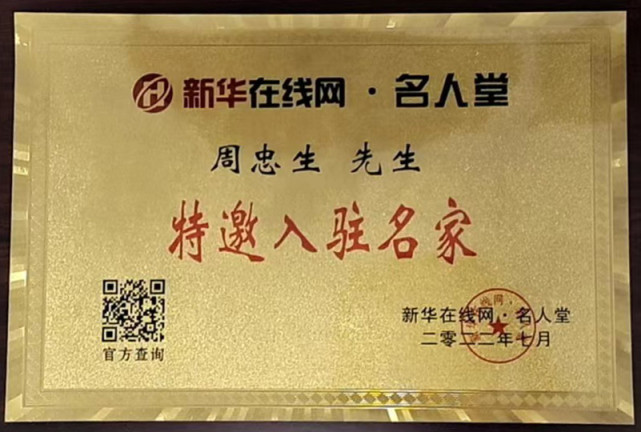 新华在线网·名人堂
周忠生 先生
特邀入驻名家
官方查询
新华在线网·名人堂
二零二二年七月